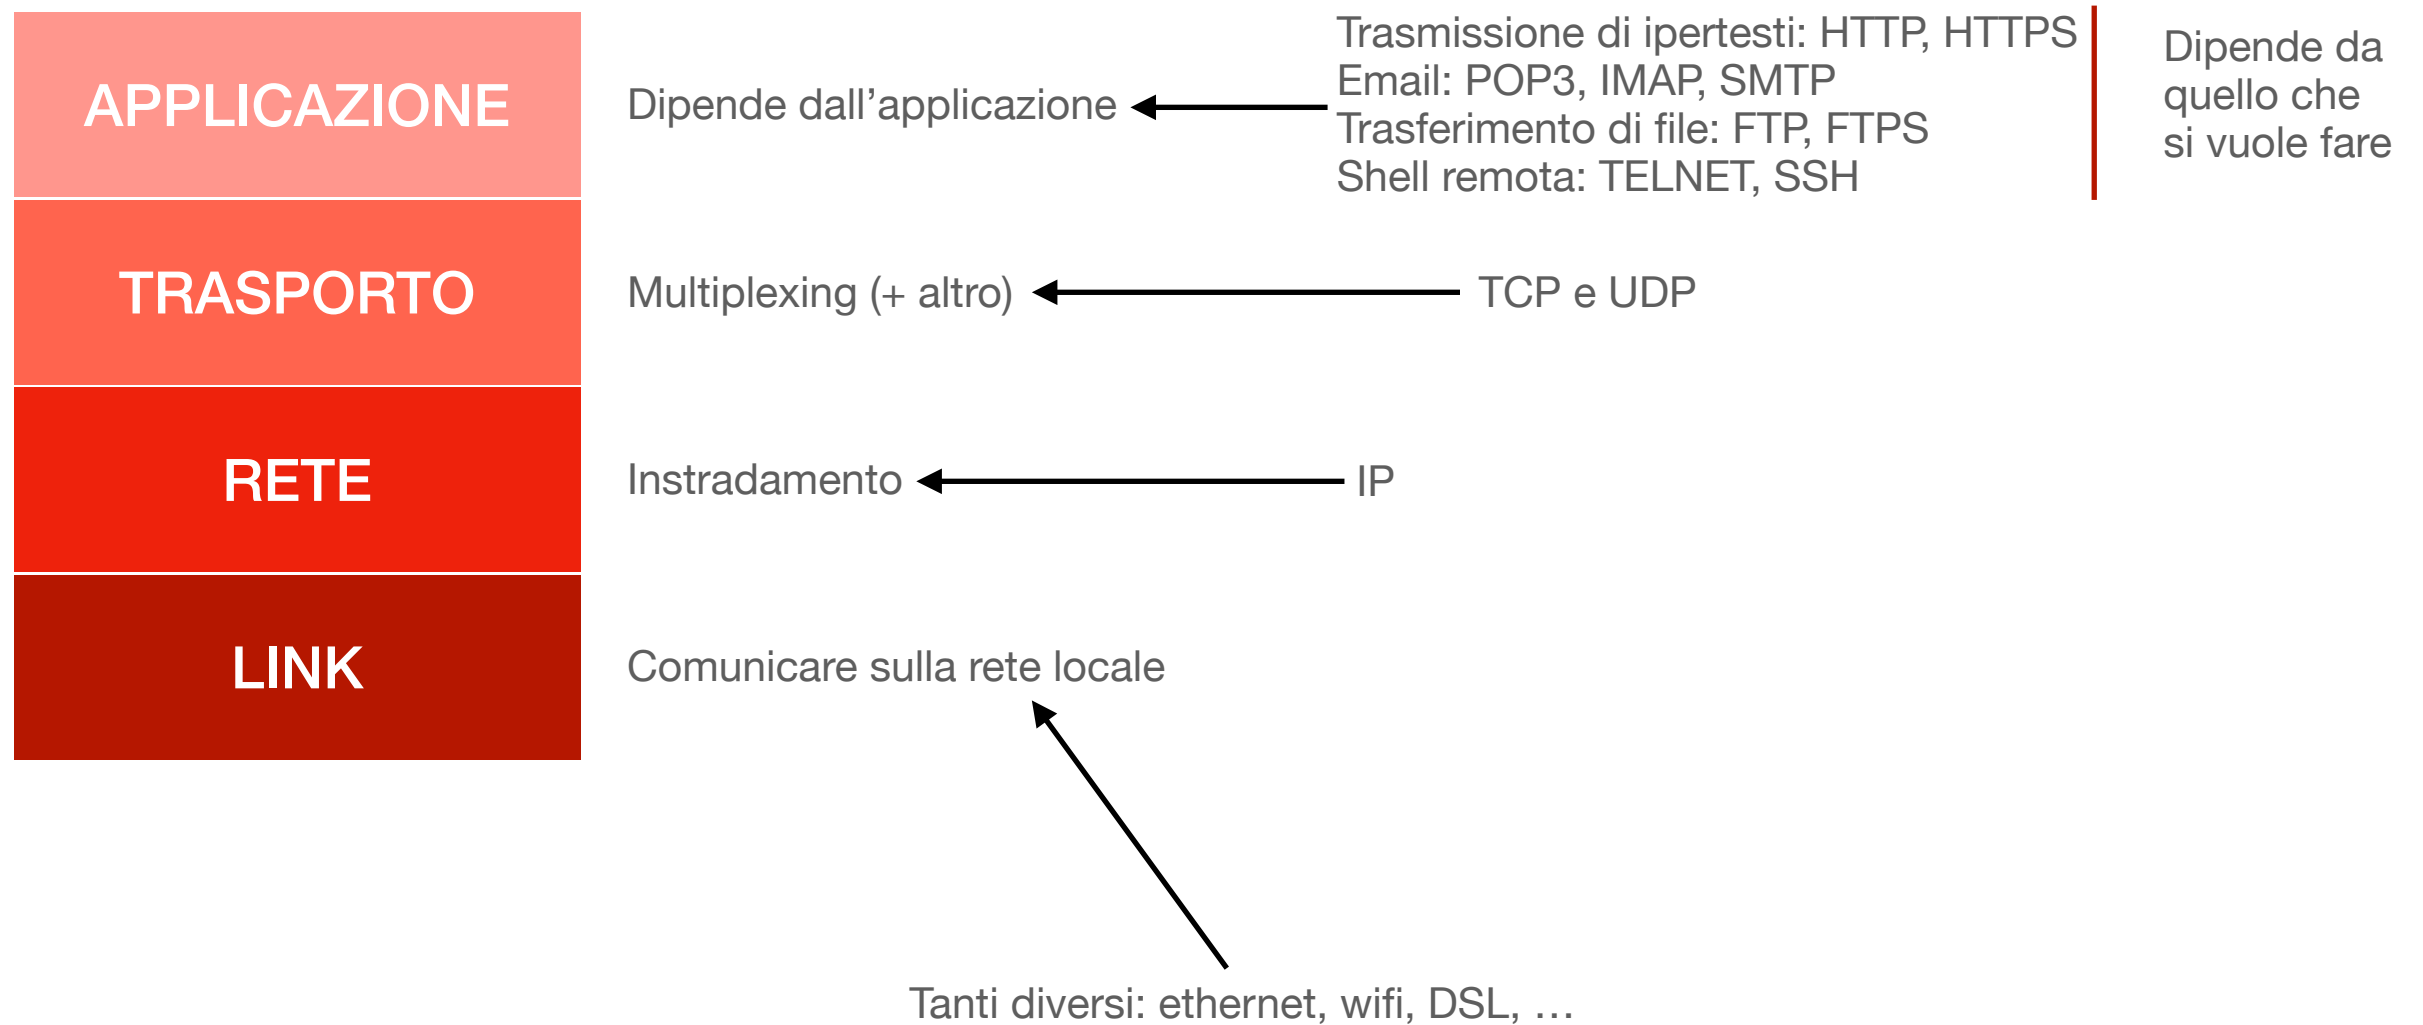 APPLICAZIONE
Dipende dall’applicazione
Trasmissione di ipertesti: HTTP, HTTPS
Email: POP3, IMAP, SMTP
Trasferimento di file: FTP, FTPS
Shell remota: TELNET, SSH
Dipende da
quello che
si vuole fare
TRASPORTO
Multiplexing (+ altro)
TCP e UDP
RETE
Instradamento
IP
LINK
Comunicare sulla rete locale
Tanti diversi: ethernet, wifi, DSL, …